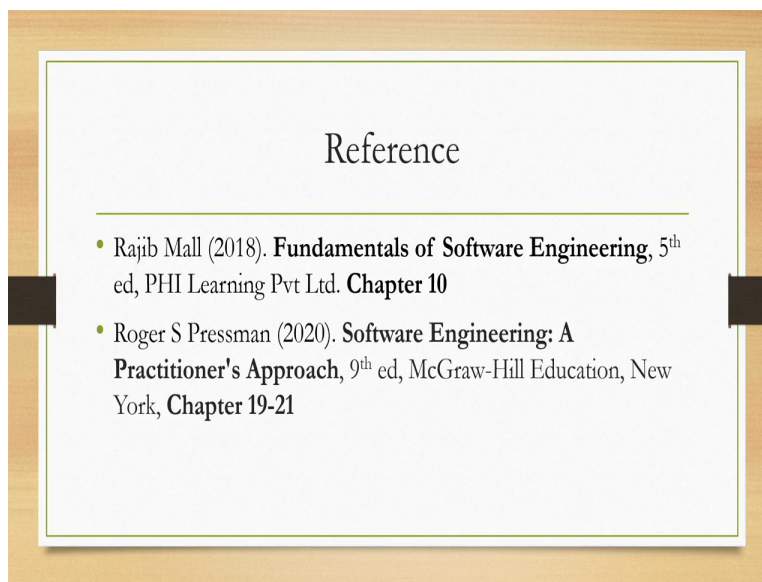 Reference
• Rajib Mall (2018). Fundamentals of Software Engineering, 5th
ed, PHI Learning Pvt Ltd. Chapter 10
• Roger S Pressman (2020). Software Engineering: A
Practitioner's Approach, 9th ed, McGraw-Hill Education, New
York, Chapter 19-21